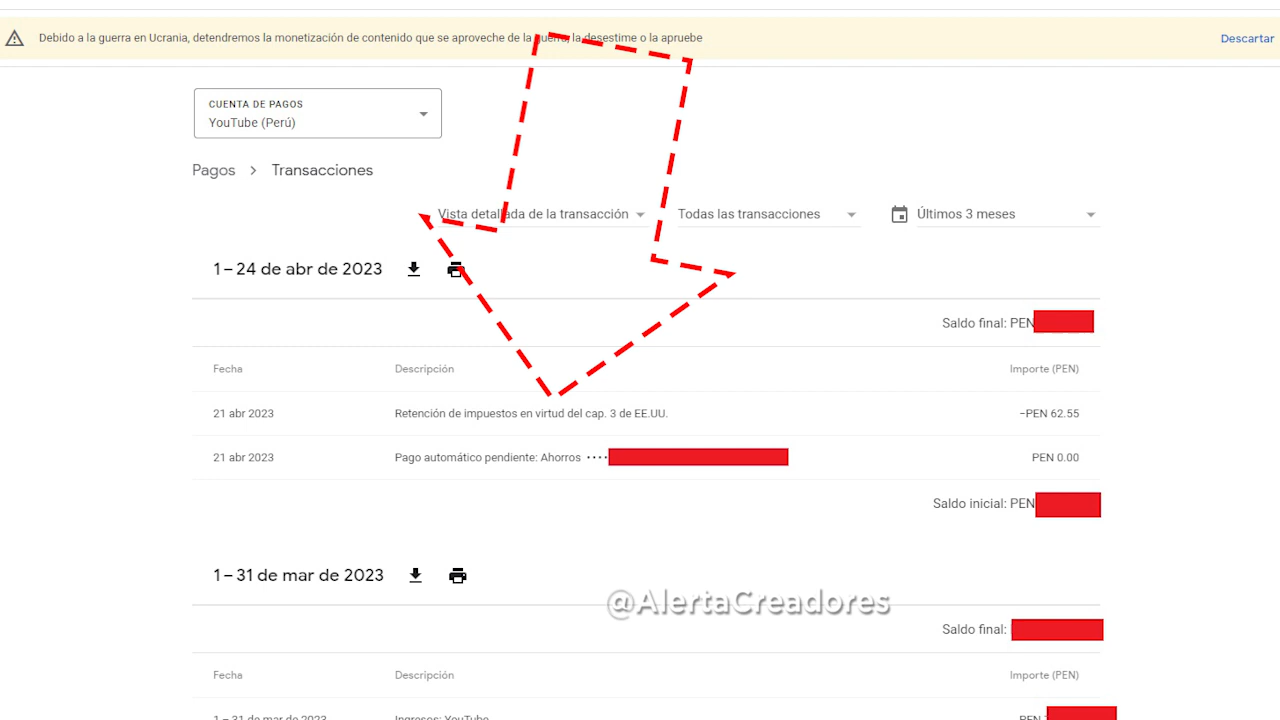 Debido a la guerra en Ucrania, detendremos la monetización de contenido que se aproveche de la guerra, la desestime o la apruebe
Descartar
CUENTA DE PAGOS
YouTube (Perú)
Pagos > Transacciones
Vista detallada de la transacción
Todas las transacciones
Últimos 3 meses
1 – 24 de abr de 2023
Saldo final: PEN
Fecha Descripción Importe (PEN)
21 abr 2023 Retención de impuestos en virtud del cap. 3 de EE.UU. −PEN 62.55
21 abr 2023 Pago automático pendiente: Ahorros ···· PEN 0.00
Saldo inicial: PEN
1 – 31 de mar de 2023
@AlertaCreadores
Saldo final:
Fecha Descripción Importe (PEN)
1 – 31 de mar de 2023 Ingresos: YouTube PEN